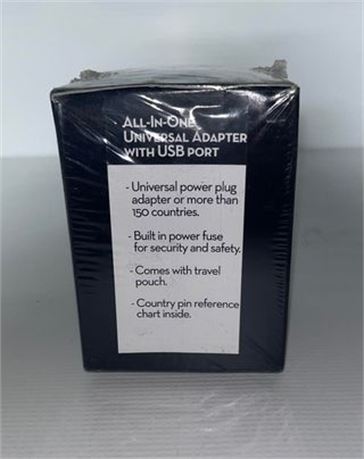 ALL-IN-ONE
UNIVERSAL ADAPTER
WITH USB PORT
- Universal power plug
adapter or more than
150 countries.
- Built in power fuse
for security and safety.
- Comes with travel
pouch.
- Country pin reference
chart inside.